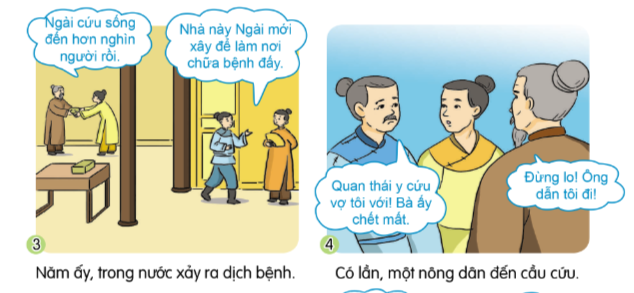 Ngài cứu sống
đến hơn nghìn
người rồi.
Nhà này Ngài mới
xây để làm nơi
chữa bệnh đấy.
3
Năm ấy, trong nước xảy ra dịch bệnh.
Quan thái y cứu
vợ tôi với! Bà ấy
chết mất.
Đừng lo! Ông
dẫn tôi đi!
4
Có lần, một nông dân đến cầu cứu.